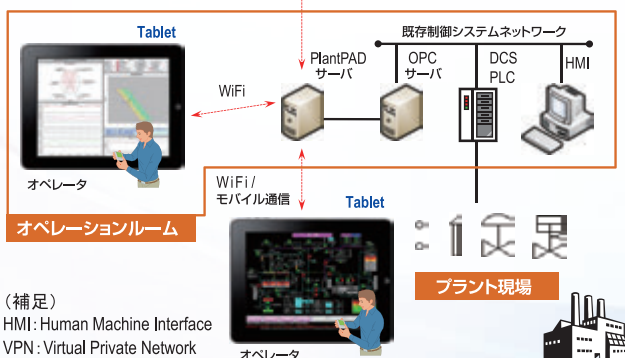 Tablet
既存制御システムネットワーク
PlantPAD
サーバ
OPC
サーバ
DCS
PLC
HMI
WiFi
オペレータ
WiFi/
モバイル通信
Tablet
オペレーションルーム
プラント現場
(補足)
HMI:Human Machine Interface
VPN:Virtual Private Network
オペレータ